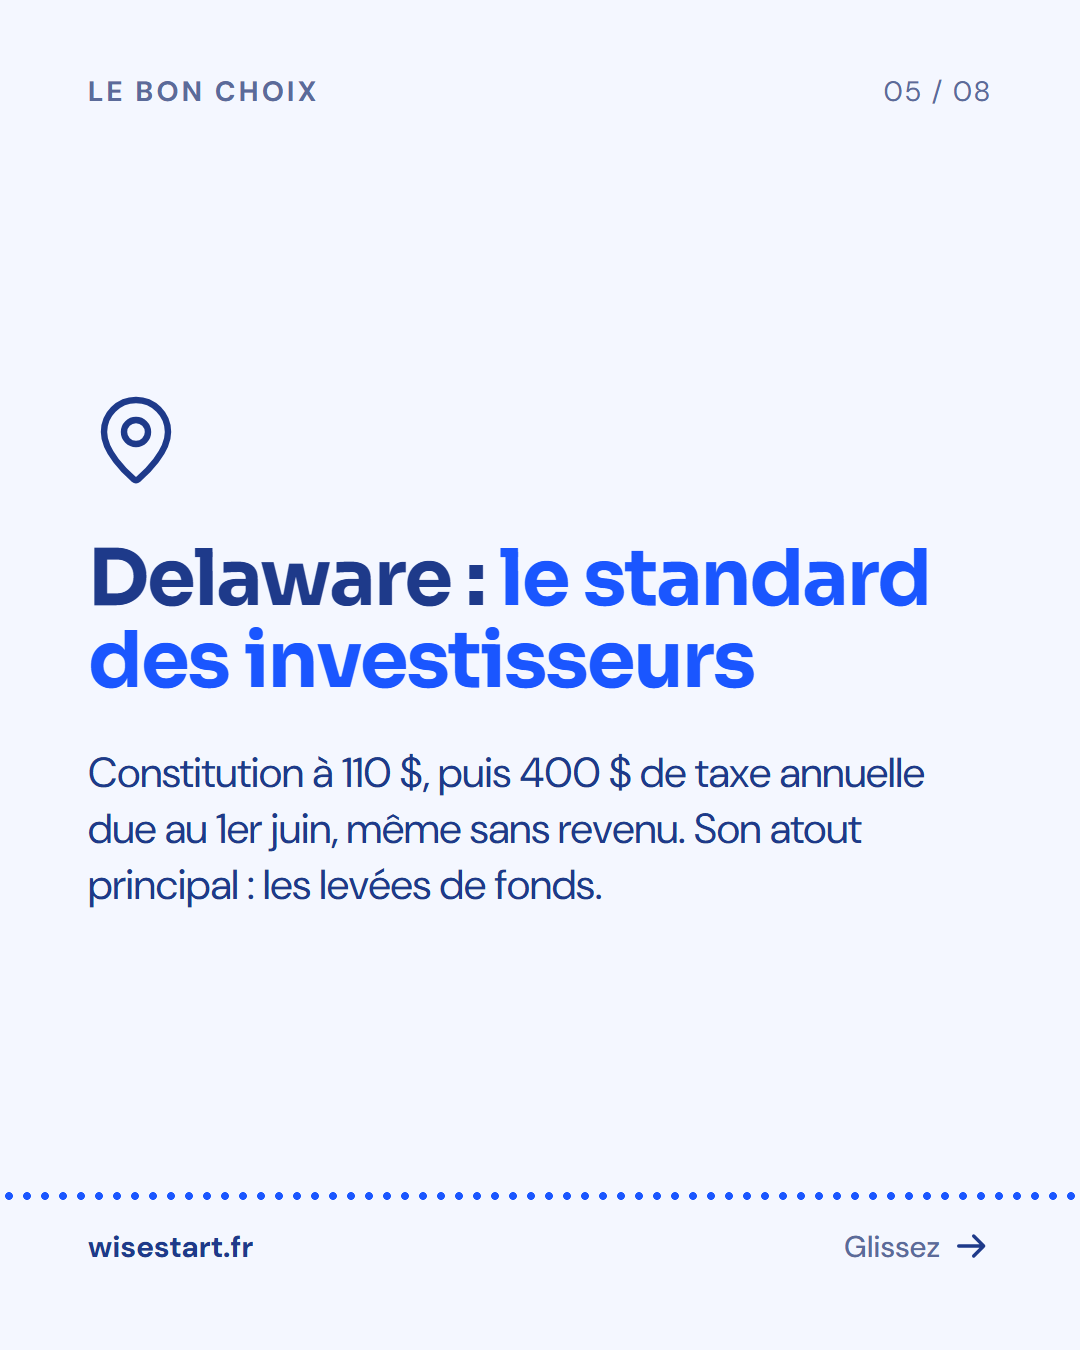 LE BON CHOIX
05 / 08
Delaware : le standard
des investisseurs
Constitution à 110 $, puis 400 $ de taxe annuelle
due au 1er juin, même sans revenu. Son atout
principal : les levées de fonds.
wisestart.fr
Glissez →